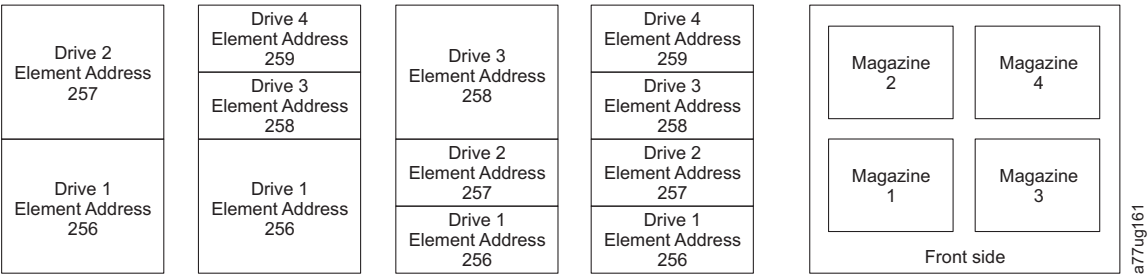 Drive 2
Element Address
257
Drive 1
Element Address
256
Drive 4
Element Address
259
Drive 3
Element Address
258
Drive 1
Element Address
256
Drive 3
Element Address
258
Drive 2
Element Address
257
Drive 1
Element Address
256
Drive 4
Element Address
259
Drive 3
Element Address
258
Drive 2
Element Address
257
Drive 1
Element Address
256
Magazine
2
Magazine
4
Magazine
1
Magazine
3
Front side
a77ug161